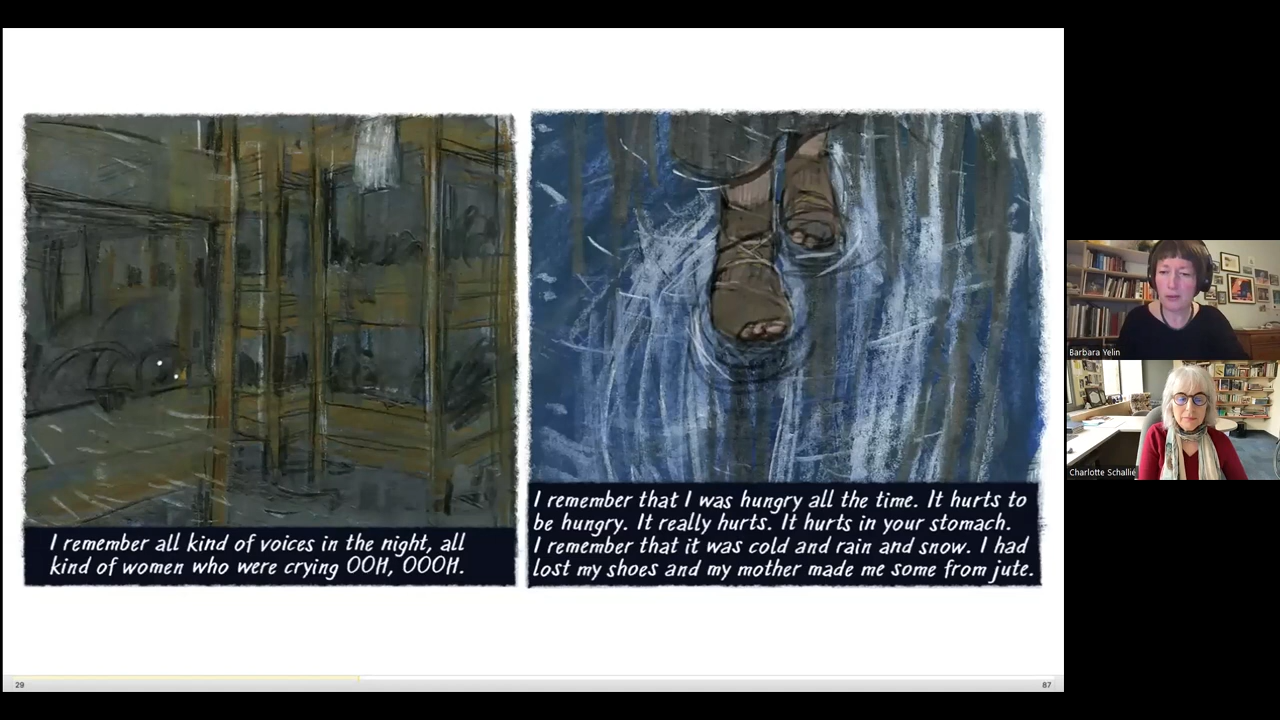 I remember all kind of voices in the night, all
kind of women who were crying OOH, OOOH.
I remember that I was hungry all the time. It hurts to
be hungry. It really hurts. It hurts in your stomach.
I remember that it was cold and rain and snow. I had
lost my shoes and my mother made me some from jute.
Barbara Yelin
Charlotte Schallié
29
87